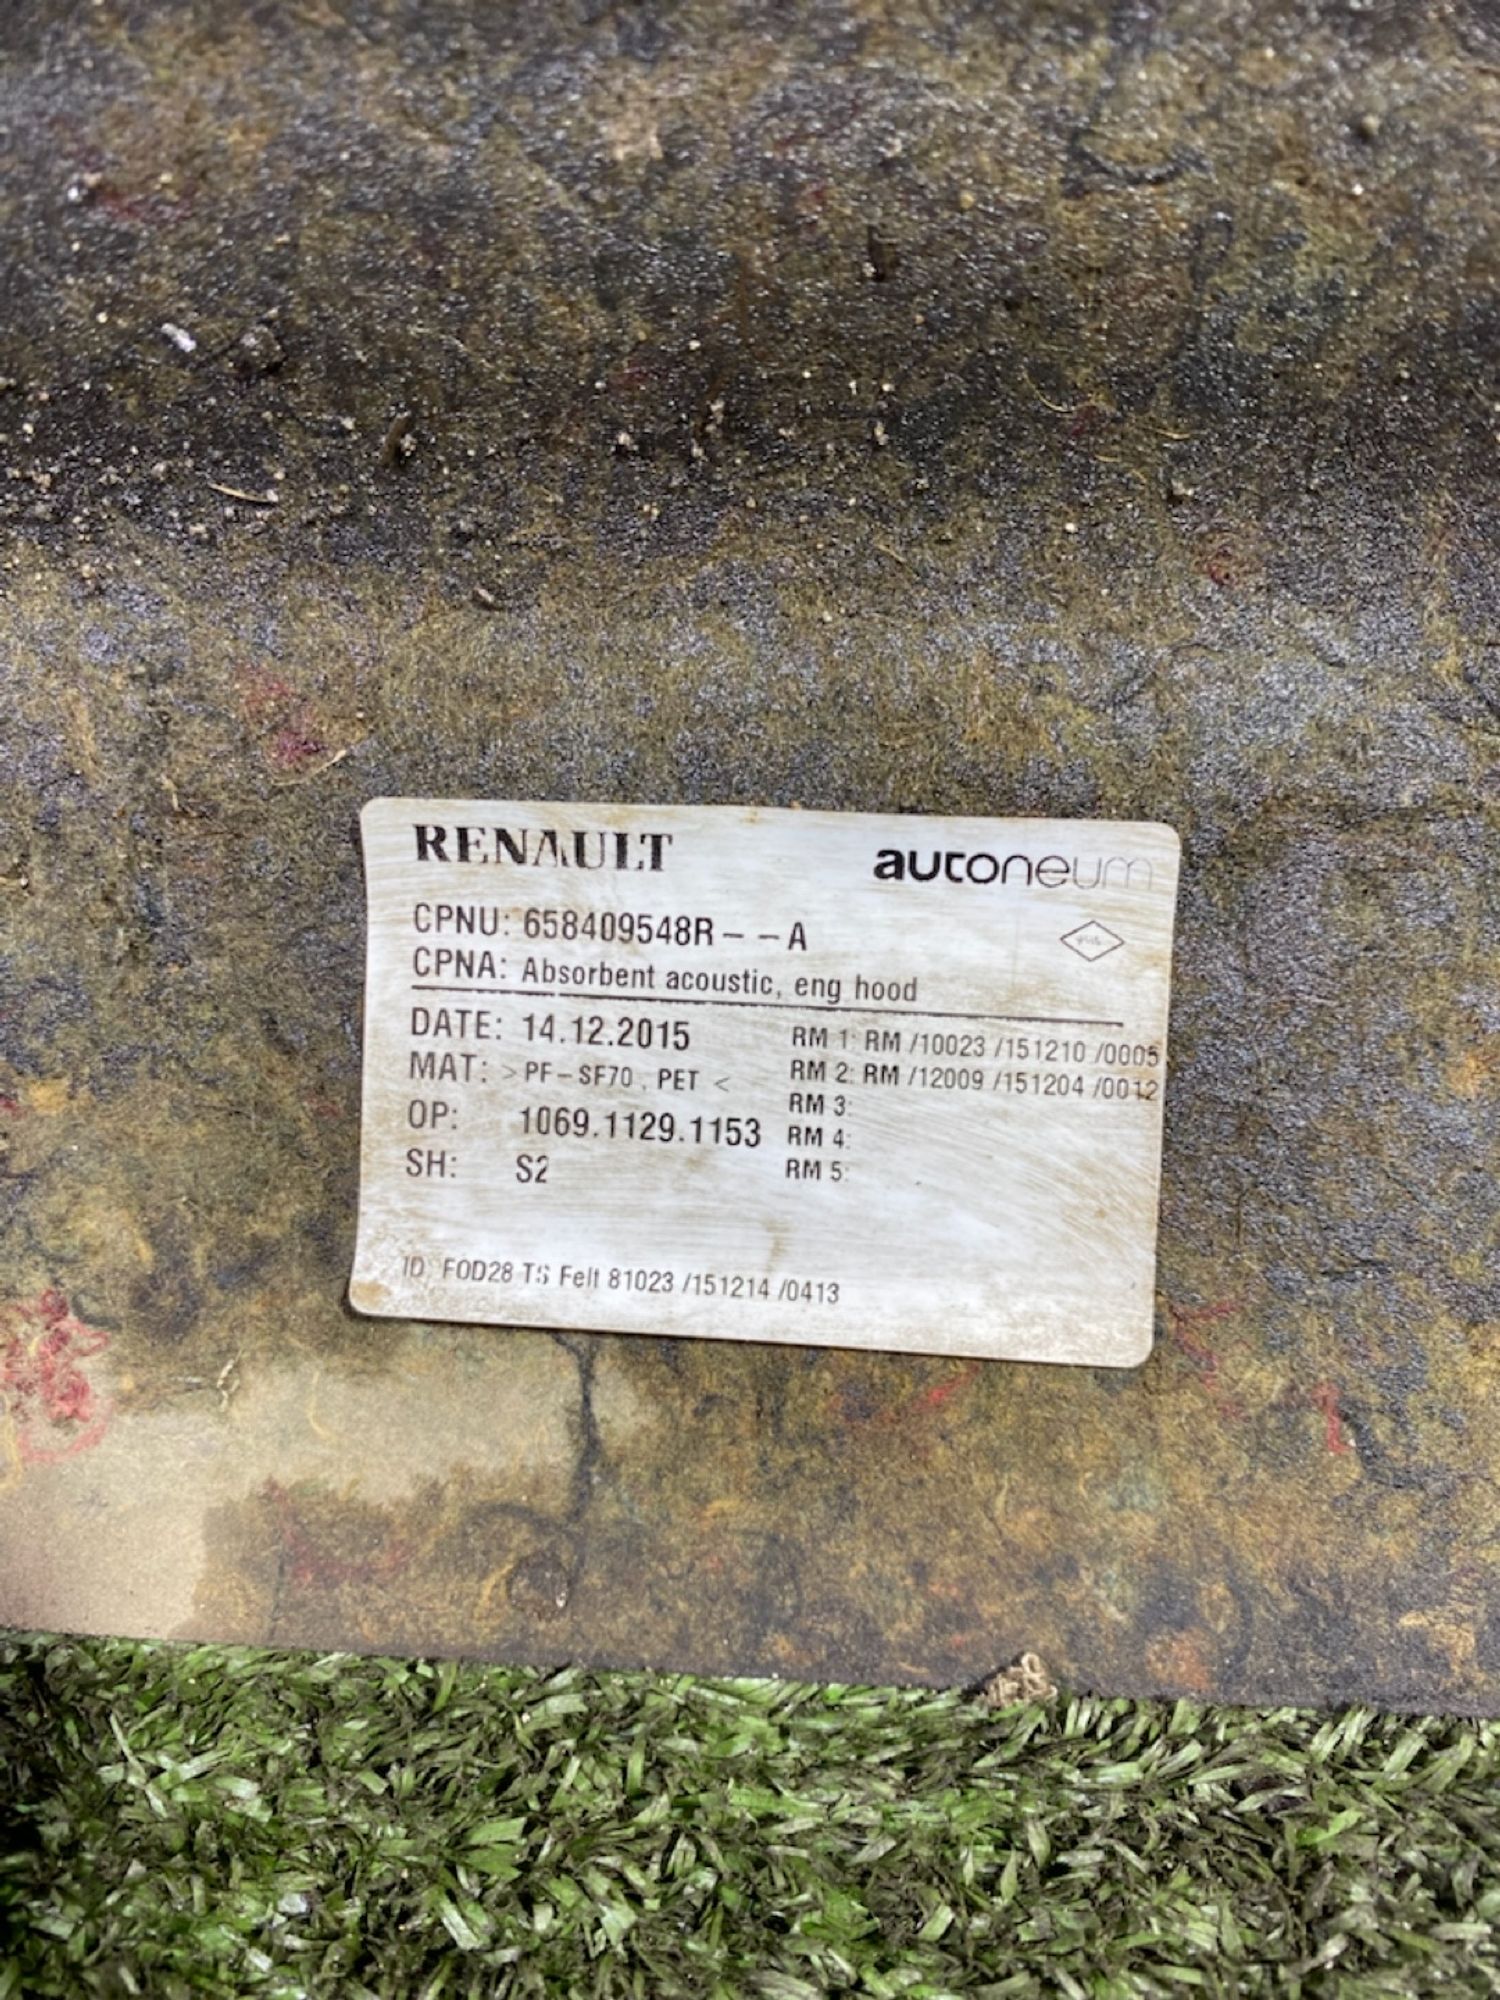 RENAULT autoneum
CPNU: 658409548R - - A
CPNA: Absorbent acoustic, eng hood
DATE: 14.12.2015 RM 1: RM /10023 /151210 /0005
MAT: > PF-SF70 , PET < RM 2: RM /12009 /151204 /0012
RM 3:
OP: 1069.1129.1153 RM 4:
SH: S2 RM 5:
ID FOD28 TS Felt 81023 /151214 /0413